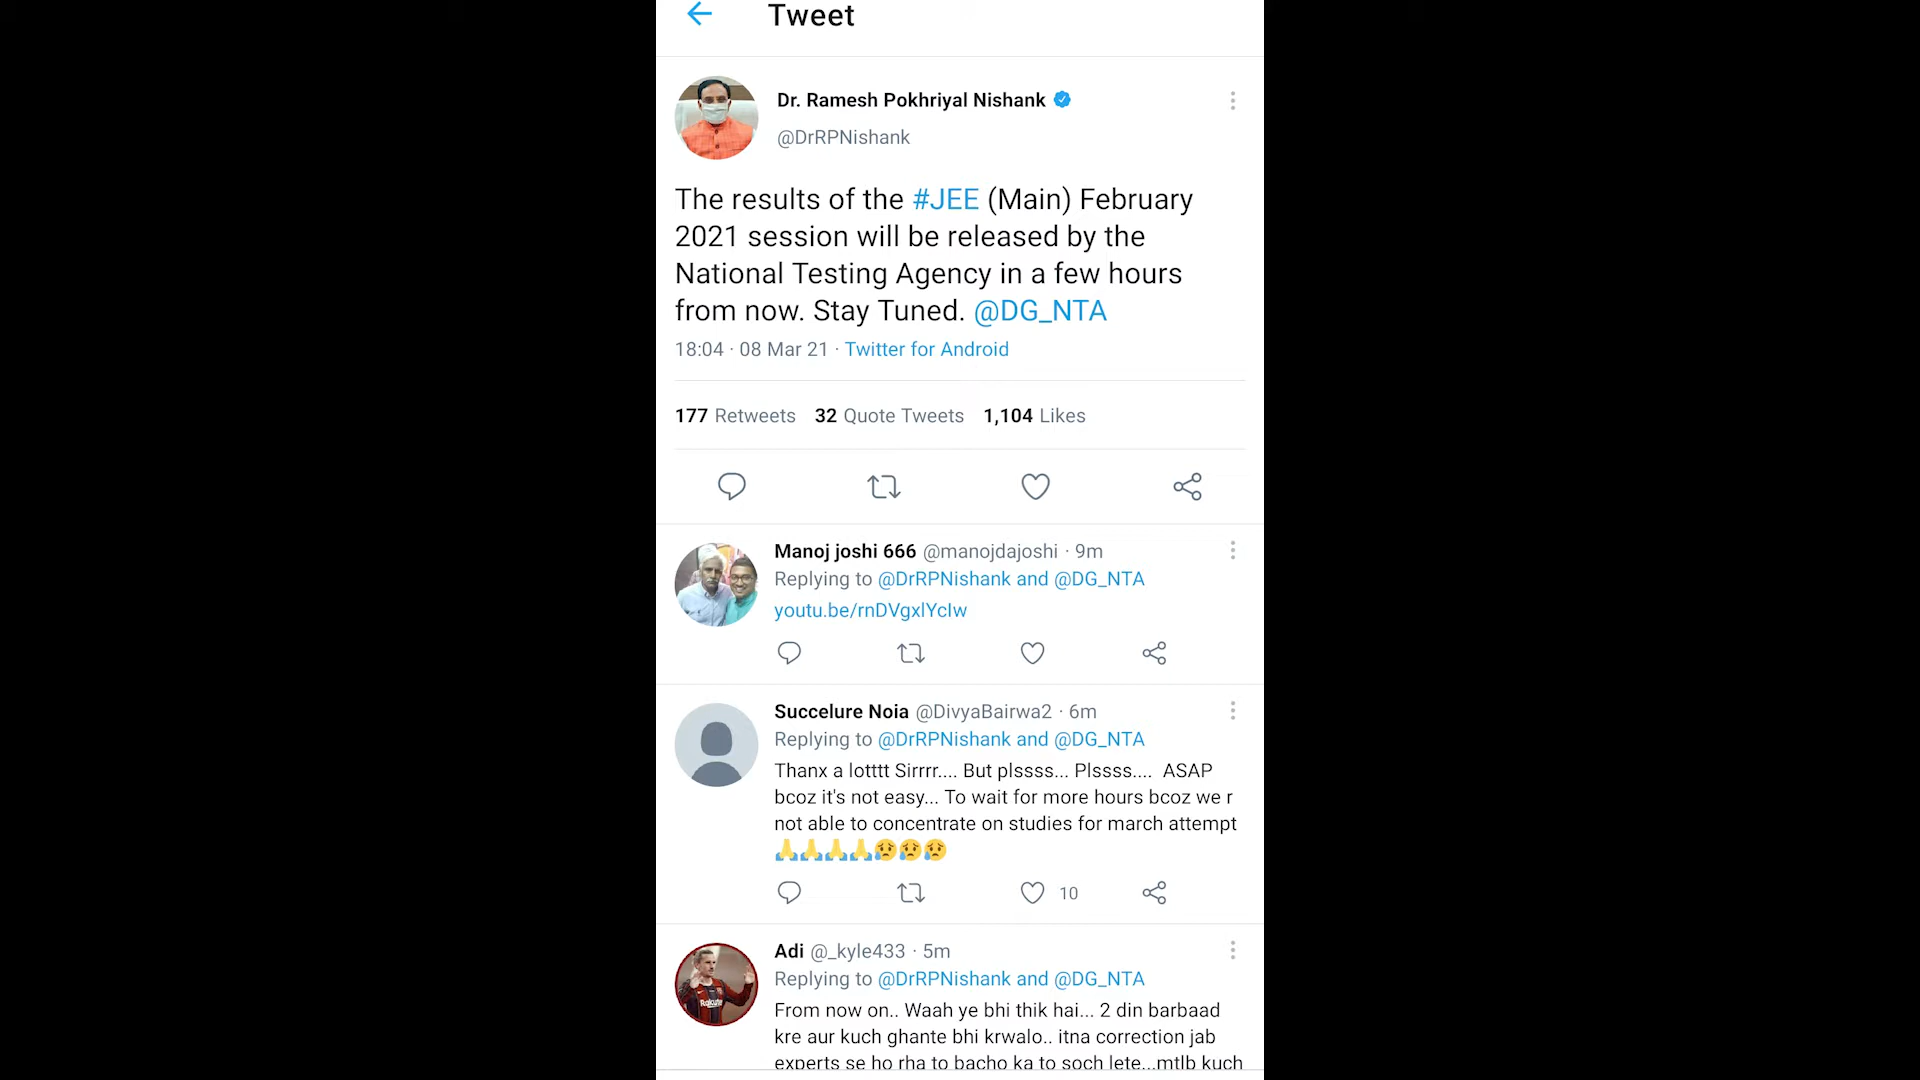 Tweet
Dr. Ramesh Pokhriyal Nishank
@DrRPNishank
The results of the #JEE (Main) February
2021 session will be released by the
National Testing Agency in a few hours
from now. Stay Tuned. @DG_NTA
18:04 · 08 Mar 21 · Twitter for Android
177 Retweets 32 Quote Tweets 1,104 Likes
Manoj joshi 666 @manojdajoshi · 9m
Replying to @DrRPNishank and @DG_NTA
youtu.be/rnDVgxlYcIw
Succelure Noia @DivyaBairwa2 · 6m
Replying to @DrRPNishank and @DG_NTA
Thanx a lotttt Sirrrr.... But plssss... Plssss.... ASAP
bcoz it's not easy... To wait for more hours bcoz we r
not able to concentrate on studies for march attempt
🙏🙏🙏🙏😥😥😥
10
Adi @_kyle433 · 5m
Replying to @DrRPNishank and @DG_NTA
From now on.. Waah ye bhi thik hai... 2 din barbaad
kre aur kuch ghante bhi krwalo.. itna correction jab
experts se ho rha to bacho ka to soch lete...mtlb kuch